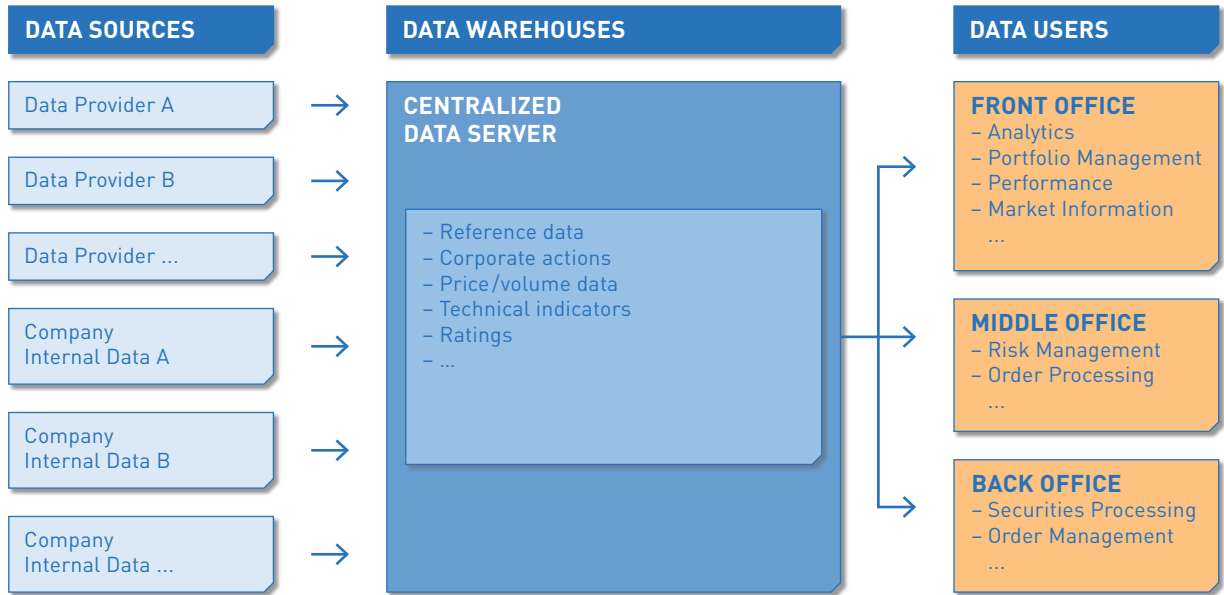 DATA SOURCES
Data Provider A
Data Provider B
Data Provider ...
Company
Internal Data A
Company
Internal Data B
Company
Internal Data ...
DATA WAREHOUSES
CENTRALIZED
DATA SERVER
– Reference data
– Corporate actions
– Price/volume data
– Technical indicators
– Ratings
– ...
DATA USERS
FRONT OFFICE
– Analytics
– Portfolio Management
– Performance
– Market Information
...
MIDDLE OFFICE
– Risk Management
– Order Processing
...
BACK OFFICE
– Securities Processing
– Order Management
...